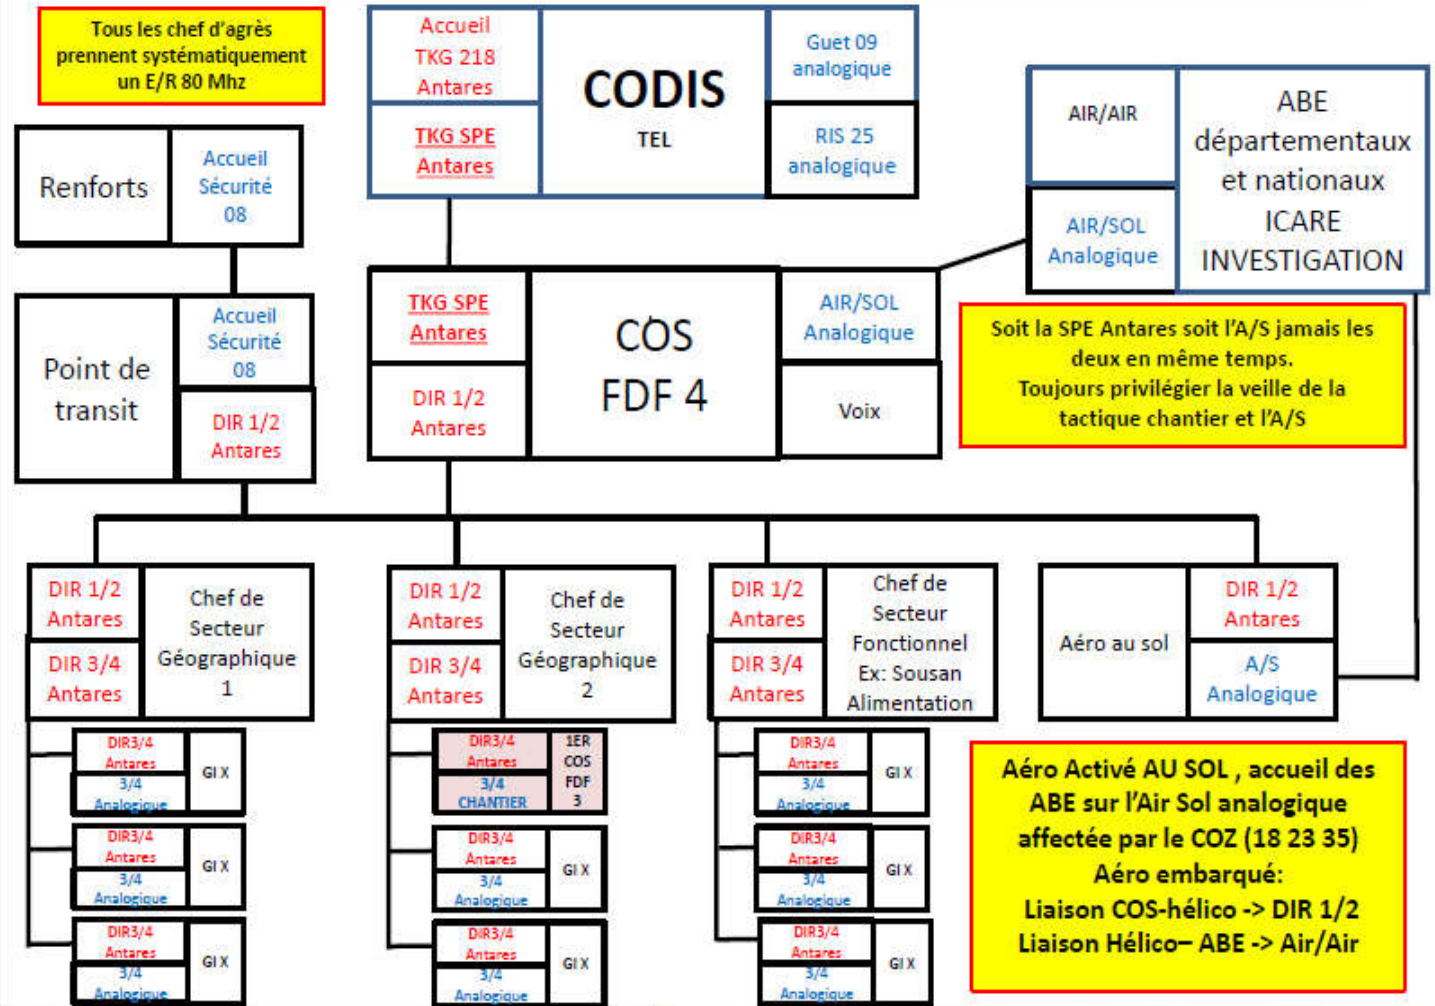 Tous les chef d'agrès
prennent systématiquement
un E/R 80 Mhz
Accueil
TKG 218
Antares
TKG SPE
Antares
CODIS
TEL
Guet 09
analogique
RIS 25
analogique
AIR/AIR
AIR/SOL
Analogique
ABE
départementaux
et nationaux
ICARE
INVESTIGATION
Renforts
Accueil
Sécurité
08
Point de
transit
Accueil
Sécurité
08
DIR 1/2
Antares
TKG SPE
Antares
DIR 1/2
Antares
COS
FDF 4
AIR/SOL
Analogique
Voix
Soit la SPE Antares soit l'A/S jamais les
deux en même temps.
Toujours privilégier la veille de la
tactique chantier et l'A/S
DIR 1/2
Antares
DIR 3/4
Antares
Chef de
Secteur
Géographique
1
DIR 1/2
Antares
DIR 3/4
Antares
Chef de
Secteur
Géographique
2
DIR 1/2
Antares
DIR 3/4
Antares
Chef de
Secteur
Fonctionnel
Ex: Sousan
Alimentation
Aéro au sol
DIR 1/2
Antares
A/S
Analogique
DIR3/4
Antares
3/4
Analogique
GI X
DIR3/4
Antares
3/4
Analogique
GI X
DIR3/4
Antares
3/4
Analogique
GI X
DIR3/4
Antares
3/4
CHANTIER
1ER
COS
FDF
3
DIR3/4
Antares
3/4
Analogique
GI X
DIR3/4
Antares
3/4
Analogique
GI X
DIR3/4
Antares
3/4
Analogique
GI X
DIR3/4
Antares
3/4
Analogique
GI X
DIR3/4
Antares
3/4
Analogique
GI X
Aéro Activé AU SOL , accueil des
ABE sur l'Air Sol analogique
affectée par le COZ (18 23 35)
Aéro embarqué:
Liaison COS-hélico -> DIR 1/2
Liaison Hélico– ABE -> Air/Air